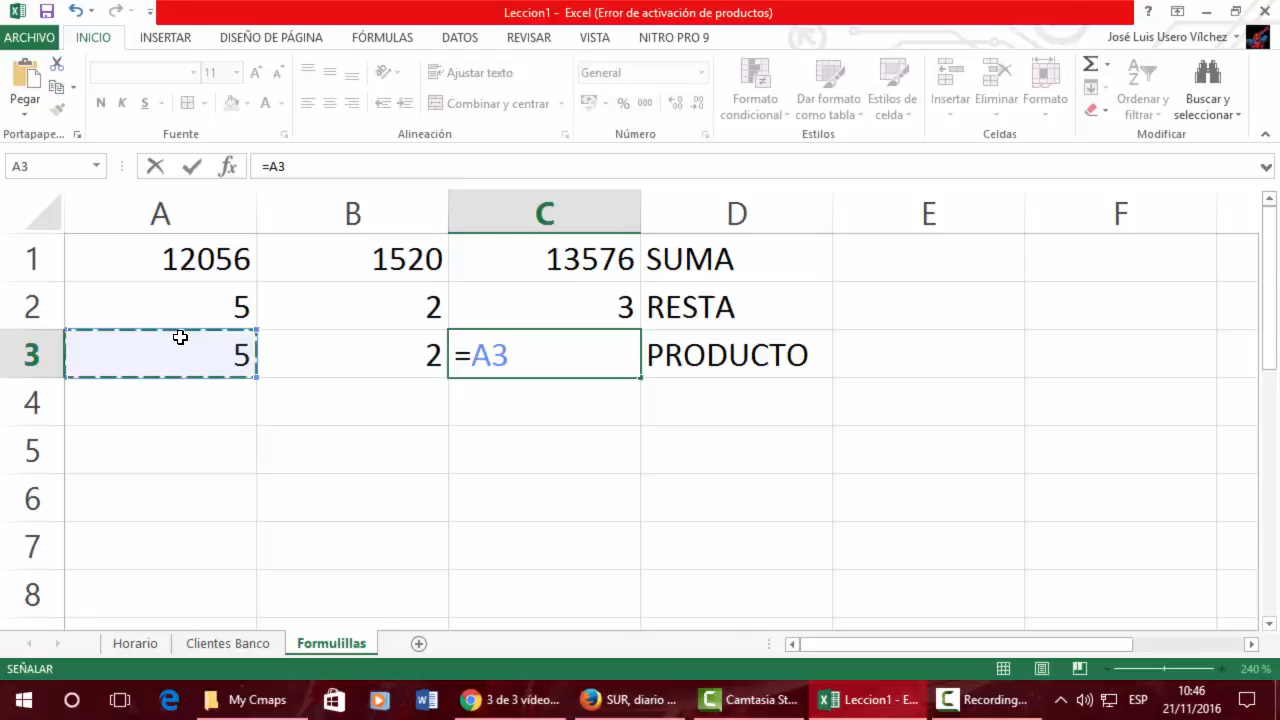 Leccion1 - Excel (Error de activación de productos)
ARCHIVO INICIO INSERTAR DISEÑO DE PÁGINA FÓRMULAS DATOS REVISAR VISTA NITRO PRO 9 José Luis Usero Vílchez
Pegar
11
N K S
A
Ajustar texto
Combinar y centrar
General
% 000
Formato condicional
Dar formato como tabla
Estilos de celda
Insertar Eliminar Formato
Ordenar y filtrar
Buscar y seleccionar
Portapape... Fuente Alineación Número Estilos Celdas Modificar
A3 fx =A3
A B C D E F
1 12056 1520 13576 SUMA
2 5 2 3 RESTA
3 5 2 =A3 PRODUCTO
4
5
6
7
8
Horario Clientes Banco Formulillas
SEÑALAR 240 %
My Cmaps 3 de 3 vídeo... SUR, diario ... Camtasia St... Leccion1 - E... Recording... ESP 10:46
21/11/2016